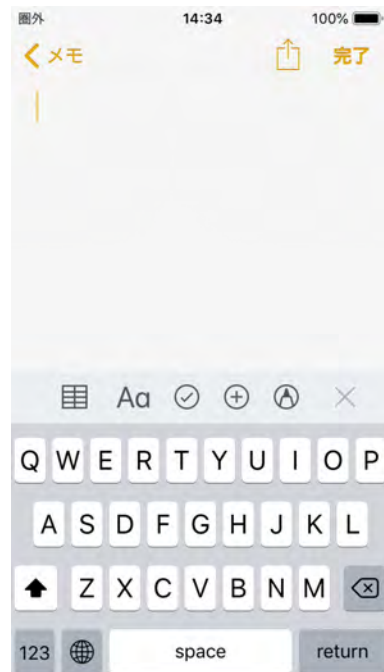 圏外 14:34 100%
メモ 完了
Aa
Q W E R T Y U I O P
A S D F G H J K L
Z X C V B N M
123 space return